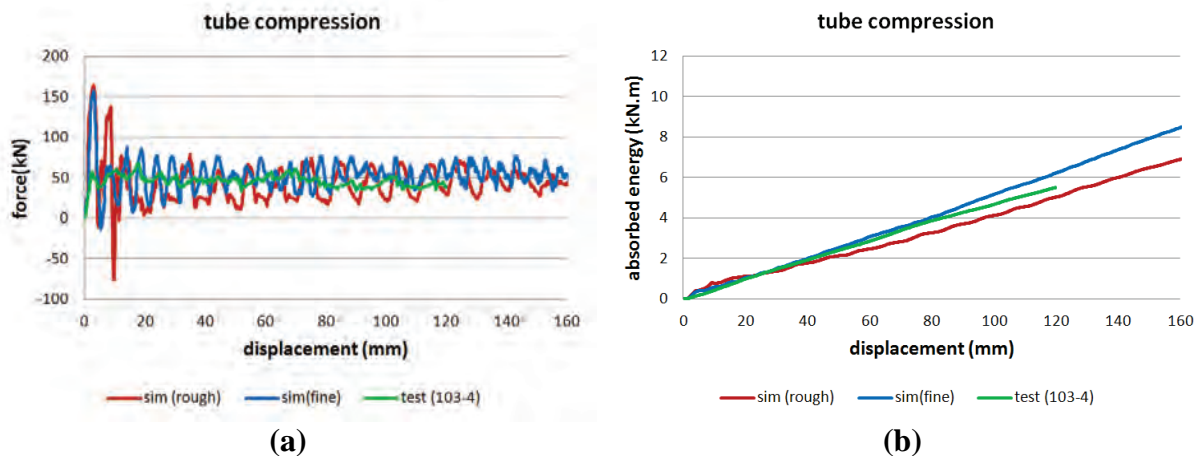 tube compression
200
150
100
50
0
-50
-100
force(kN)
0 20 40 60 80 100 120 140 160
displacement (mm)
sim (rough) sim(fine) test (103-4)
(a)
tube compression
12
10
8
6
4
2
0
absorbed energy (kN.m)
0 20 40 60 80 100 120 140 160
displacement (mm)
sim (rough) sim(fine) test (103-4)
(b)